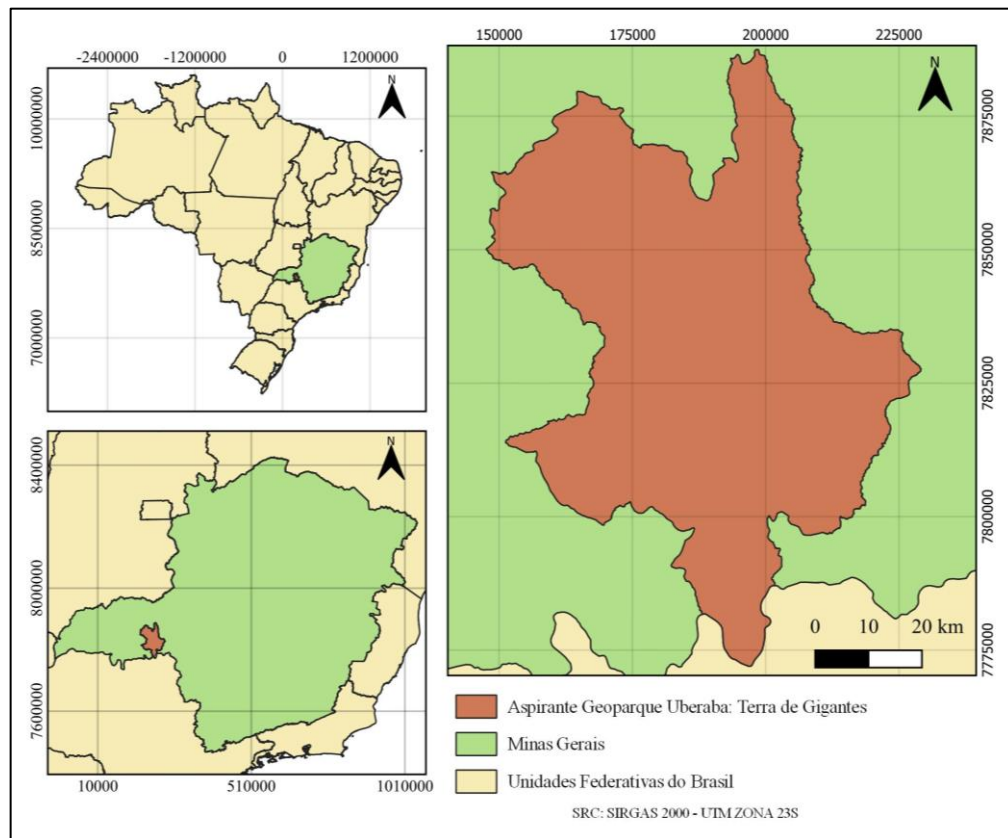 -2400000 -1200000 0 1200000
N
10000000
8500000
7000000
150000 175000 200000 225000
N
7875000
7850000
7825000
7800000
7775000
0 10 20 km
N
8400000
8000000
7600000
10000 510000 1010000
Aspirante Geoparque Uberaba: Terra de Gigantes
Minas Gerais
Unidades Federativas do Brasil
SRC: SIRGAS 2000 - UTM ZONA 23S